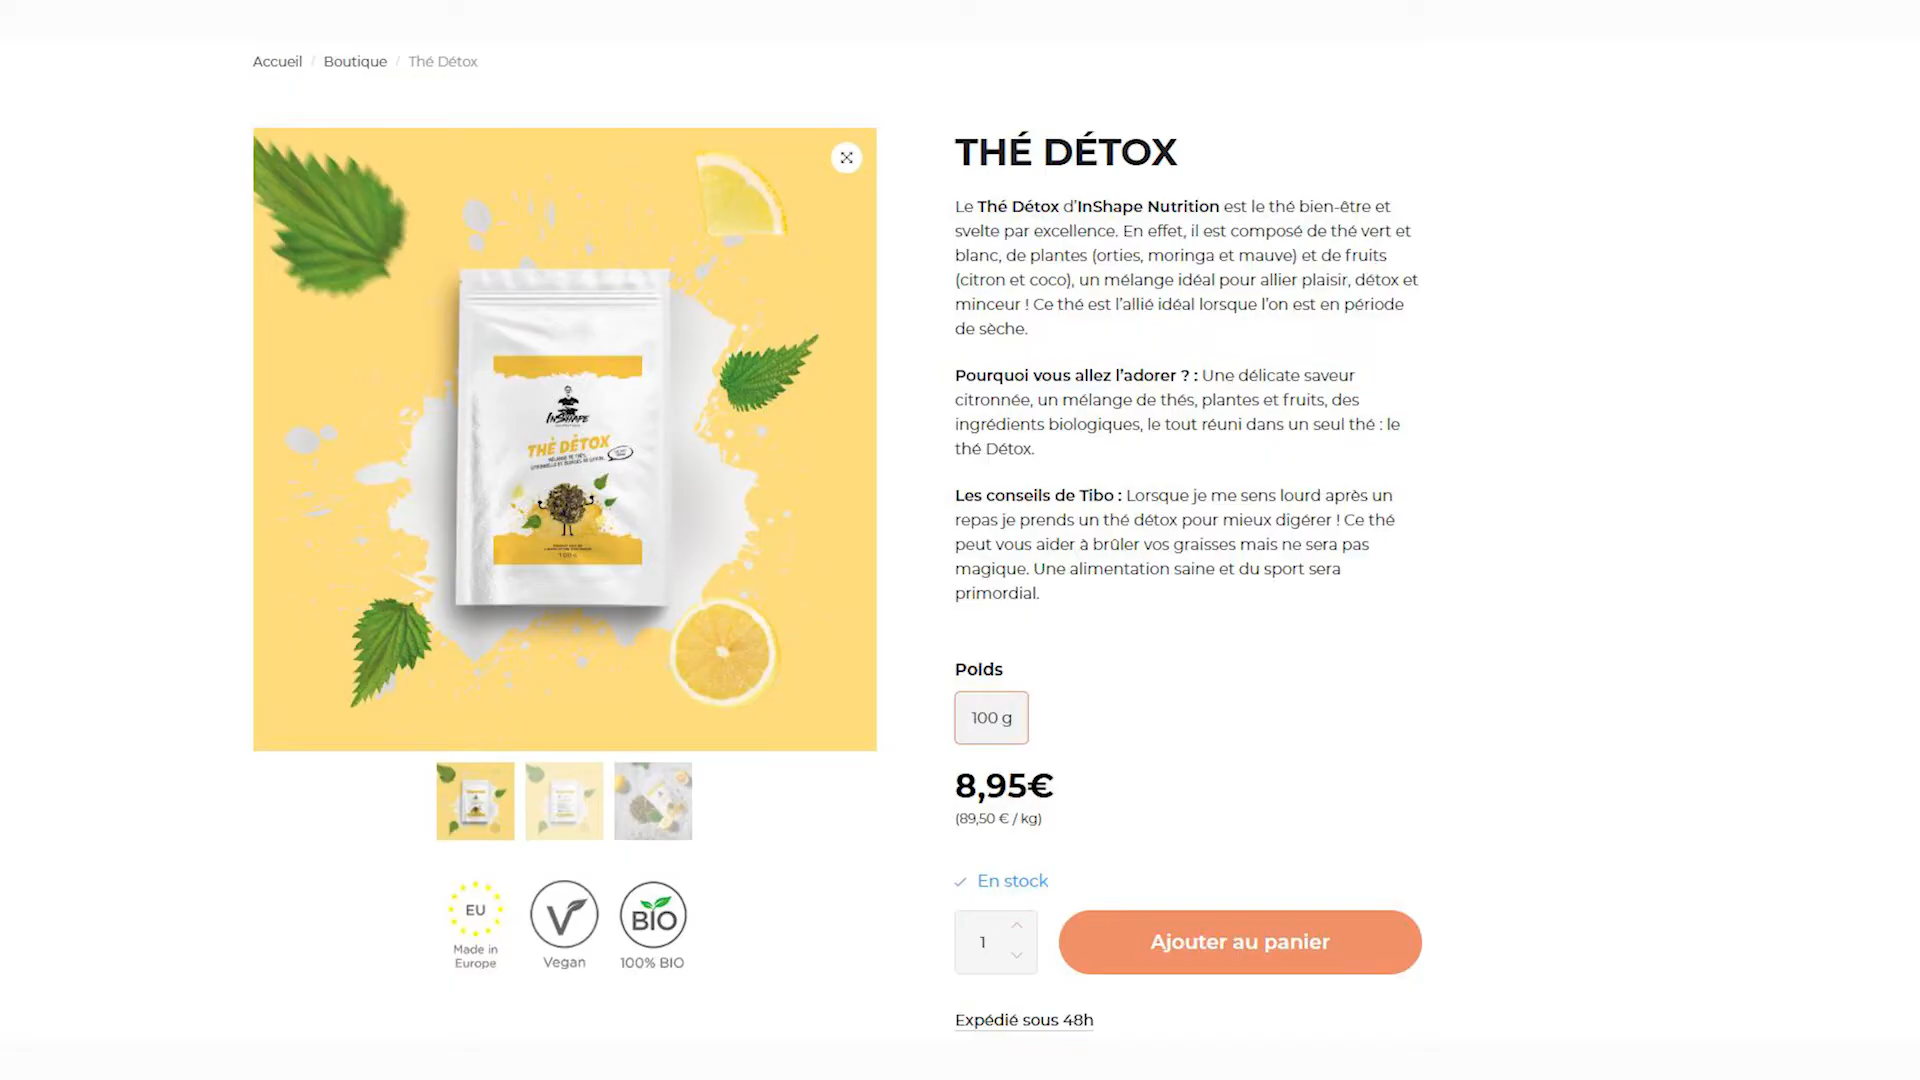 Accueil / Boutique / Thé Détox
THÉ DÉTOX
Le Thé Détox d’InShape Nutrition est le thé bien-être et
svelte par excellence. En effet, il est composé de thé vert et
blanc, de plantes (orties, moringa et mauve) et de fruits
(citron et coco), un mélange idéal pour allier plaisir, détox et
minceur ! Ce thé est l’allié idéal lorsque l’on est en période
de sèche.
Pourquoi vous allez l’adorer ? : Une délicate saveur
citronnée, un mélange de thés, plantes et fruits, des
ingrédients biologiques, le tout réuni dans un seul thé : le
thé Détox.
Les conseils de Tibo : Lorsque je me sens lourd après un
repas je prends un thé détox pour mieux digérer ! Ce thé
peut vous aider à brûler vos graisses mais ne sera pas
magique. Une alimentation saine et du sport sera
primordial.
Poids
100 g
8,95€
(89,50 € / kg)
En stock
1
Ajouter au panier
Expédié sous 48h
INSHAPE
THÉ DÉTOX
MÉLANGE DE THÉS,
100 g
EU
Made in
Europe
V
Vegan
BIO
100% BIO